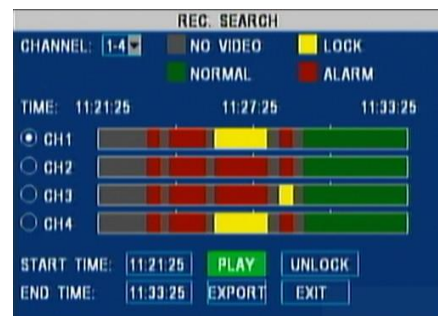 REC. SEARCH
CHANNEL: 1-4 NO VIDEO LOCK
NORMAL ALARM
TIME: 11:21:25 11:27:25 11:33:25
CH1
CH2
CH3
CH4
START TIME: 11:21:25 PLAY UNLOCK
END TIME: 11:33:25 EXPORT EXIT